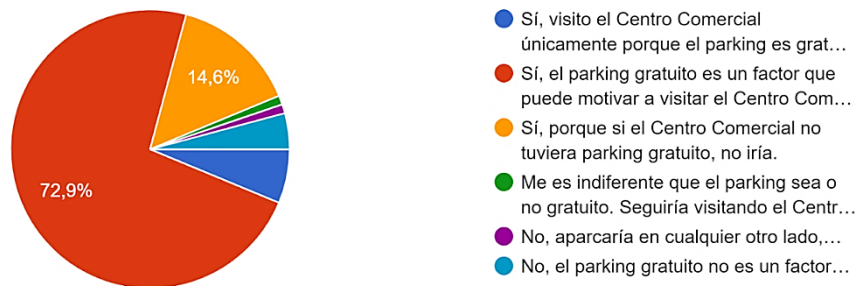 14,6%
72,9%
Sí, visito el Centro Comercial
únicamente porque el parking es grat…
Sí, el parking gratuito es un factor que
puede motivar a visitar el Centro Com…
Sí, porque si el Centro Comercial no
tuviera parking gratuito, no iría.
Me es indiferente que el parking sea o
no gratuito. Seguiría visitando el Centr…
No, aparcaría en cualquier otro lado,…
No, el parking gratuito no es un factor…